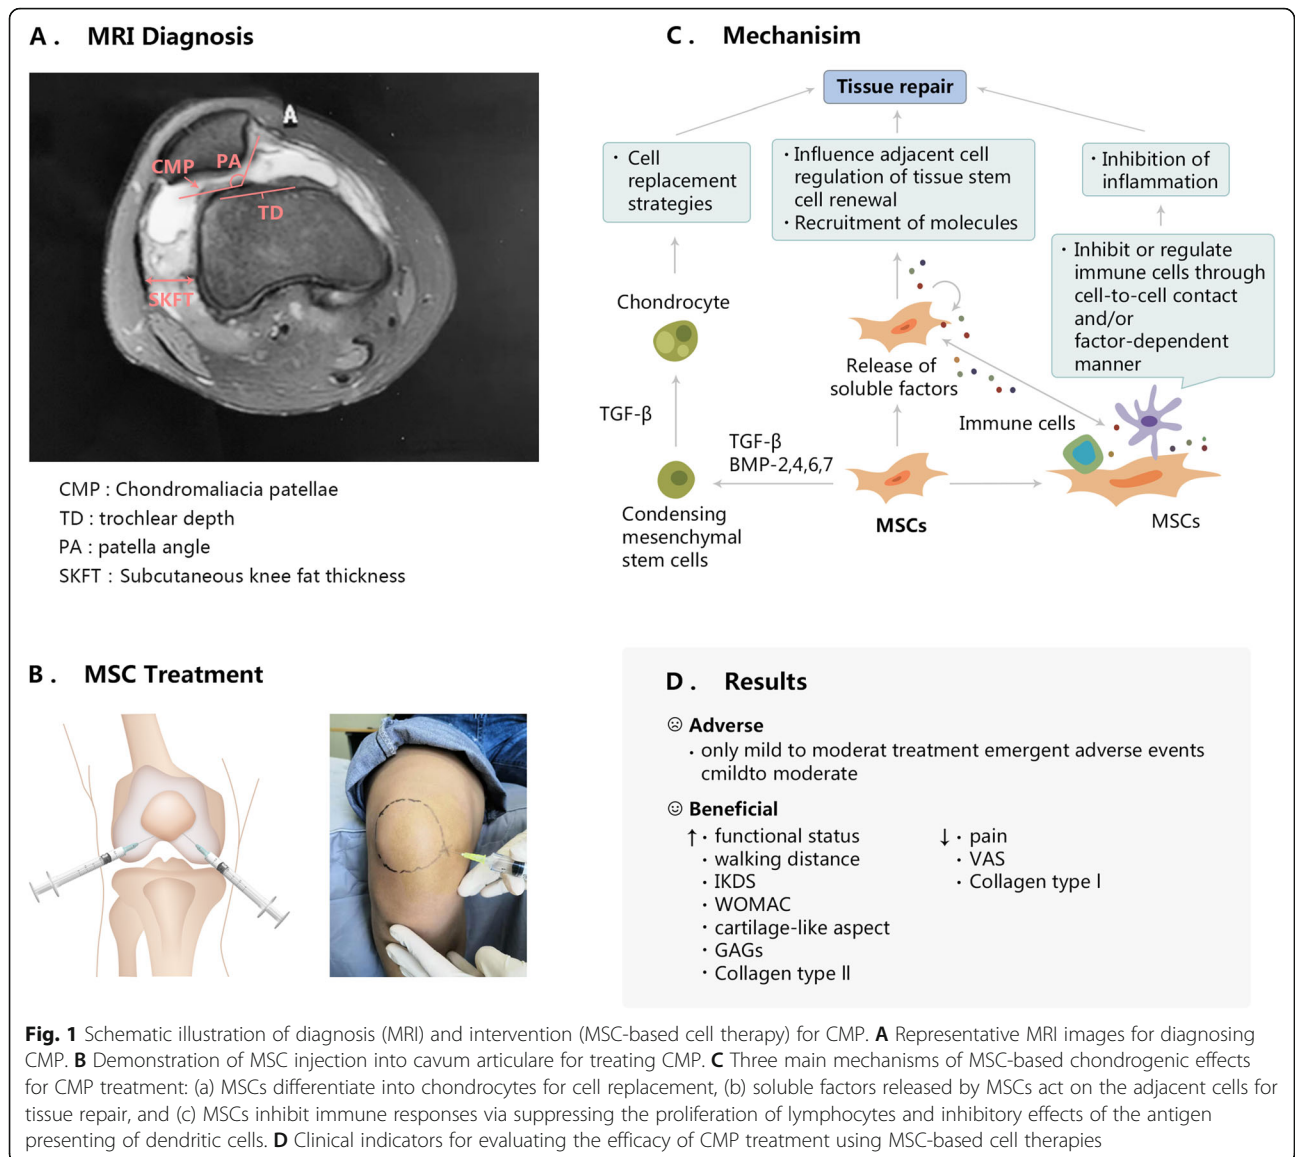 A . MRI Diagnosis
A
CMP
PA
TD
SKFT
CMP : Chondromaliacia patellae
TD : trochlear depth
PA : patella angle
SKFT : Subcutaneous knee fat thickness
B . MSC Treatment
C . Mechanisim
Tissue repair
· Cell
replacement
strategies
· Influence adjacent cell
regulation of tissue stem
cell renewal
· Recruitment of molecules
· Inhibition of
inflammation
· Inhibit or regulate
immune cells through
cell-to-cell contact
and/or
factor-dependent
manner
Chondrocyte
TGF-β
Condensing
mesenchymal
stem cells
TGF-β
BMP-2,4,6,7
Release of
soluble factors
MSCs
Immune cells
MSCs
D . Results
☹ Adverse
· only mild to moderat treatment emergent adverse events
cmildto moderate
☺ Beneficial
↑ · functional status
· walking distance
· IKDS
· WOMAC
· cartilage-like aspect
· GAGs
· Collagen type II
↓ · pain
· VAS
· Collagen type I
Fig. 1 Schematic illustration of diagnosis (MRI) and intervention (MSC-based cell therapy) for CMP. A Representative MRI images for diagnosing
CMP. B Demonstration of MSC injection into cavum articulare for treating CMP. C Three main mechanisms of MSC-based chondrogenic effects
for CMP treatment: (a) MSCs differentiate into chondrocytes for cell replacement, (b) soluble factors released by MSCs act on the adjacent cells for
tissue repair, and (c) MSCs inhibit immune responses via suppressing the proliferation of lymphocytes and inhibitory effects of the antigen
presenting of dendritic cells. D Clinical indicators for evaluating the efficacy of CMP treatment using MSC-based cell therapies